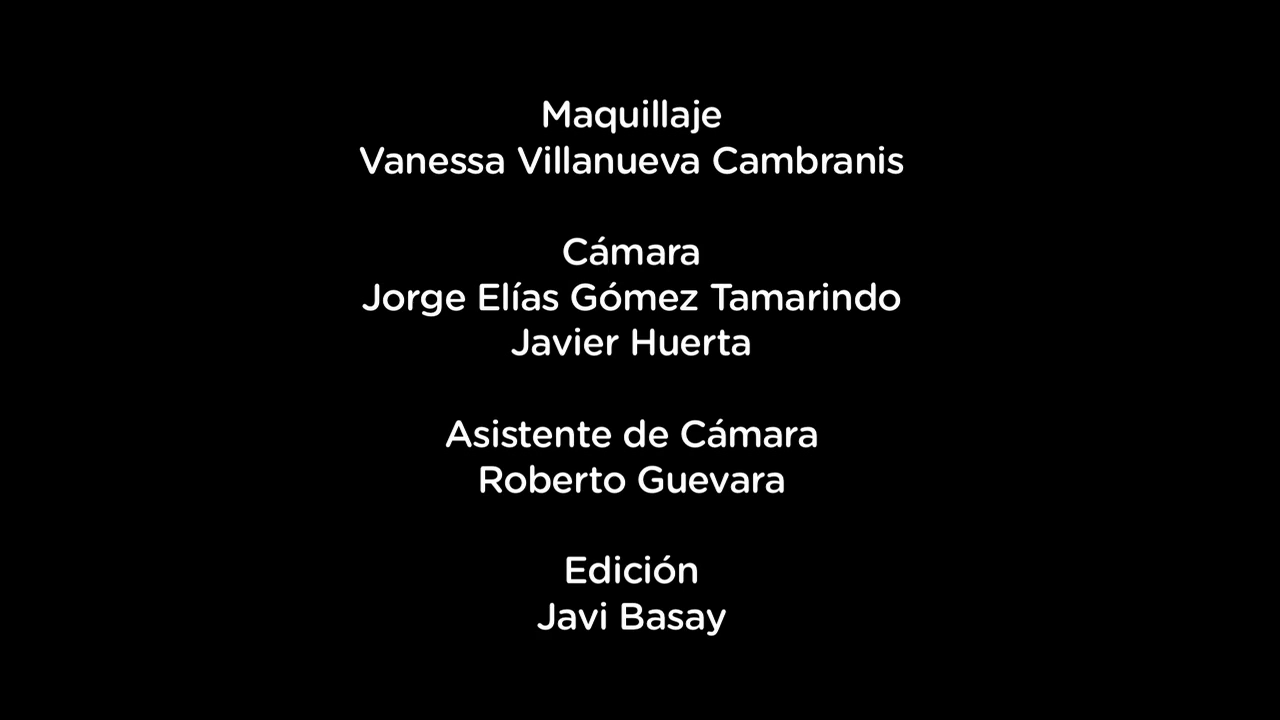 Maquillaje
Vanessa Villanueva Cambranis
Cámara
Jorge Elías Gómez Tamarindo
Javier Huerta
Asistente de Cámara
Roberto Guevara
Edición
Javi Basay